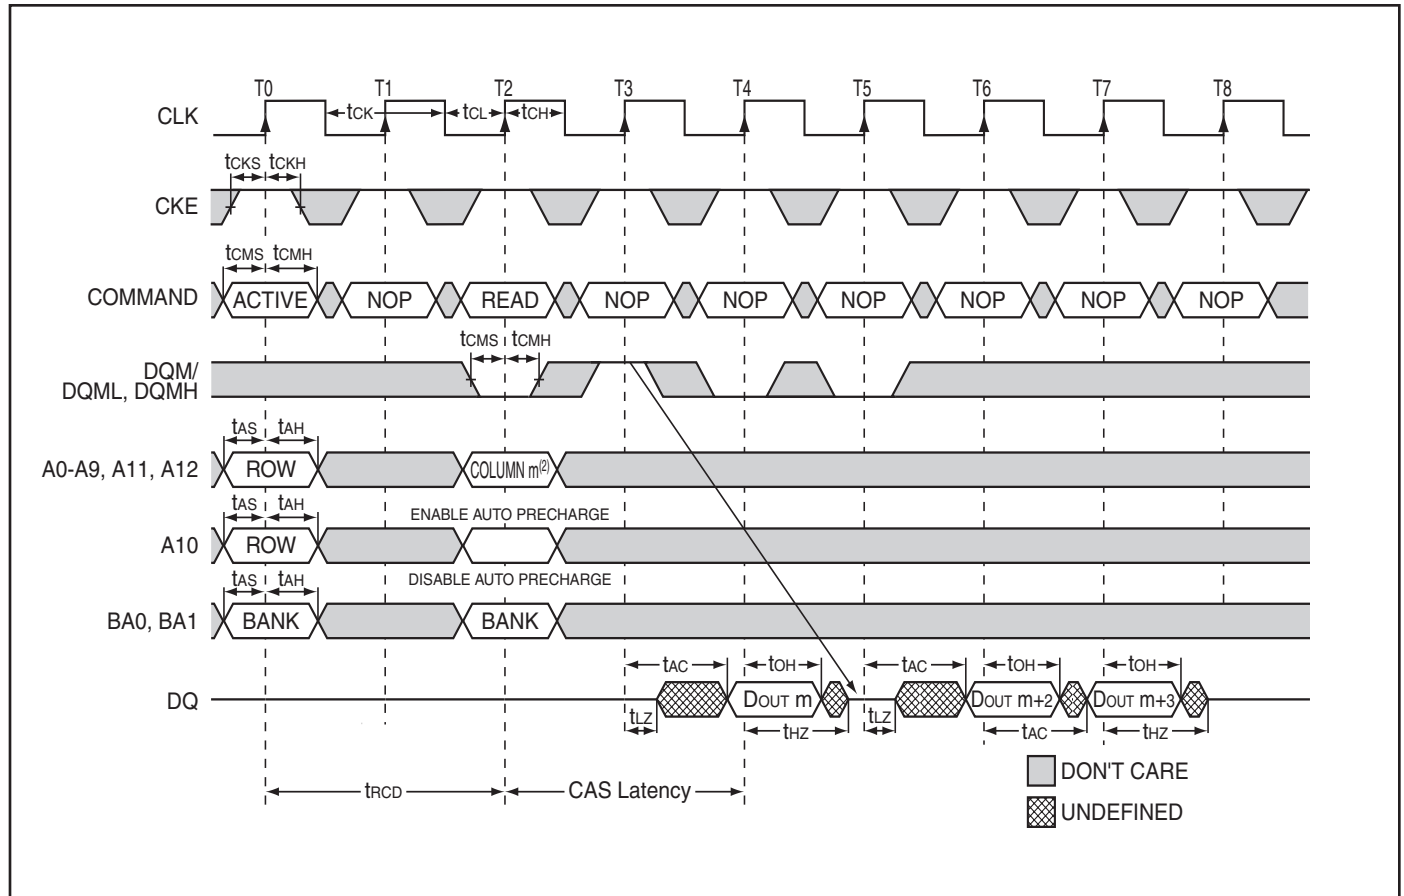 T0 T1 T2 T3 T4 T5 T6 T7 T8
CLK tCK tCL tCH
tCKS tCKH
CKE
tCMS tCMH
COMMAND ACTIVE NOP READ NOP NOP NOP NOP NOP NOP
tCMS tCMH
DQM/
DQML, DQMH
tAS tAH
A0-A9, A11, A12 ROW COLUMN m(2)
tAS tAH ENABLE AUTO PRECHARGE
A10 ROW
tAS tAH DISABLE AUTO PRECHARGE
BA0, BA1 BANK BANK
tAC tOH tAC tOH tOH
DQ DOUT m DOUT m+2 DOUT m+3
tLZ tHZ tLZ tAC tHZ
DON'T CARE
tRCD CAS Latency
UNDEFINED